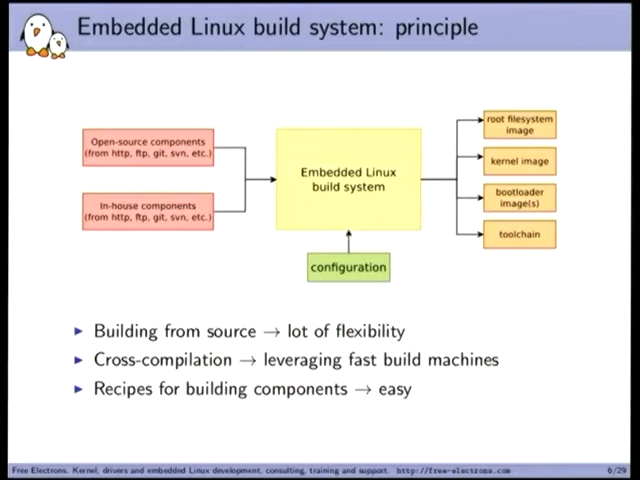 Embedded Linux build system: principle
Open-source components
(from http, ftp, git, svn, etc.)
In-house components
(from http, ftp, git, svn, etc.)
Embedded Linux
build system
configuration
root filesystem
image
kernel image
bootloader
image(s)
toolchain
Building from source → lot of flexibility
Cross-compilation → leveraging fast build machines
Recipes for building components → easy
Free Electrons. Kernel, drivers and embedded Linux development, consulting, training and support. http://free-electrons.com
6/29